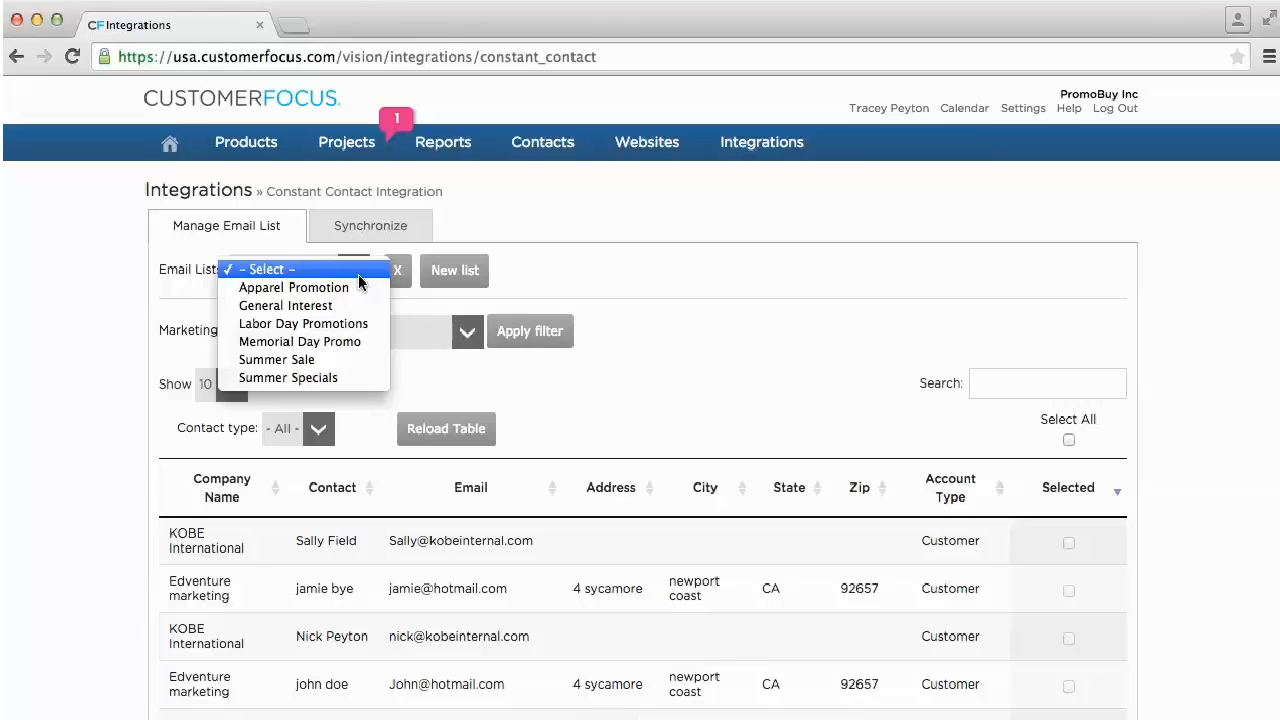 CF Integrations ×
https://usa.customerfocus.com/vision/integrations/constant_contact
CUSTOMERFOCUS.
PromoBuy Inc
Tracey Peyton Calendar Settings Help Log Out
1
Products Projects Reports Contacts Websites Integrations
Integrations » Constant Contact Integration
Manage Email List Synchronize
Email List X New list
✓ – Select –
Apparel Promotion
General Interest
Labor Day Promotions
Memorial Day Promo
Summer Sale
Summer Specials
Marketing Apply filter
Show 10 Search:
Contact type: - All - Reload Table Select All
Company Name Contact Email Address City State Zip Account Type Selected
KOBE International Sally Field Sally@kobeinternal.com Customer
Edventure marketing jamie bye jamie@hotmail.com 4 sycamore newport coast CA 92657 Customer
KOBE International Nick Peyton nick@kobeinternal.com Customer
Edventure marketing john doe John@hotmail.com 4 sycamore newport coast CA 92657 Customer